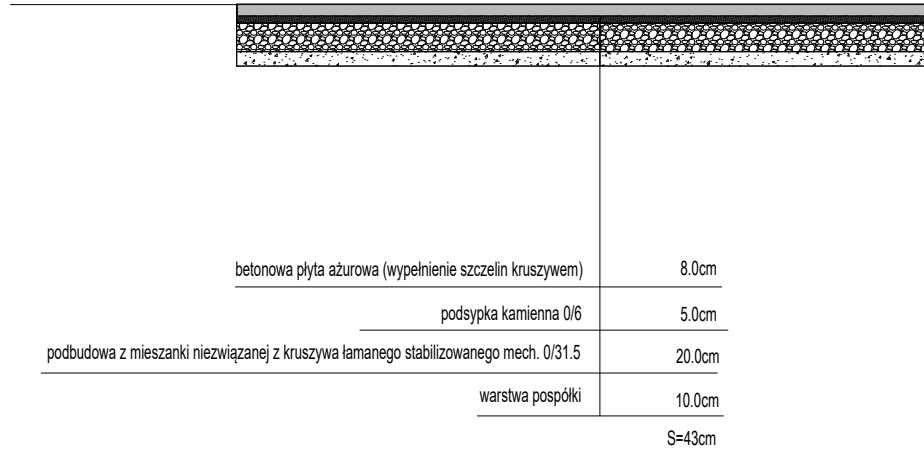 betonowa płyta ażurowa (wypełnienie szczelin kruszywem) 8.0cm
podsypka kamienna 0/6 5.0cm
podbudowa z mieszanki niezwiązanej z kruszywa łamanego stabilizowanego mech. 0/31.5 20.0cm
warstwa pospółki 10.0cm
S=43cm